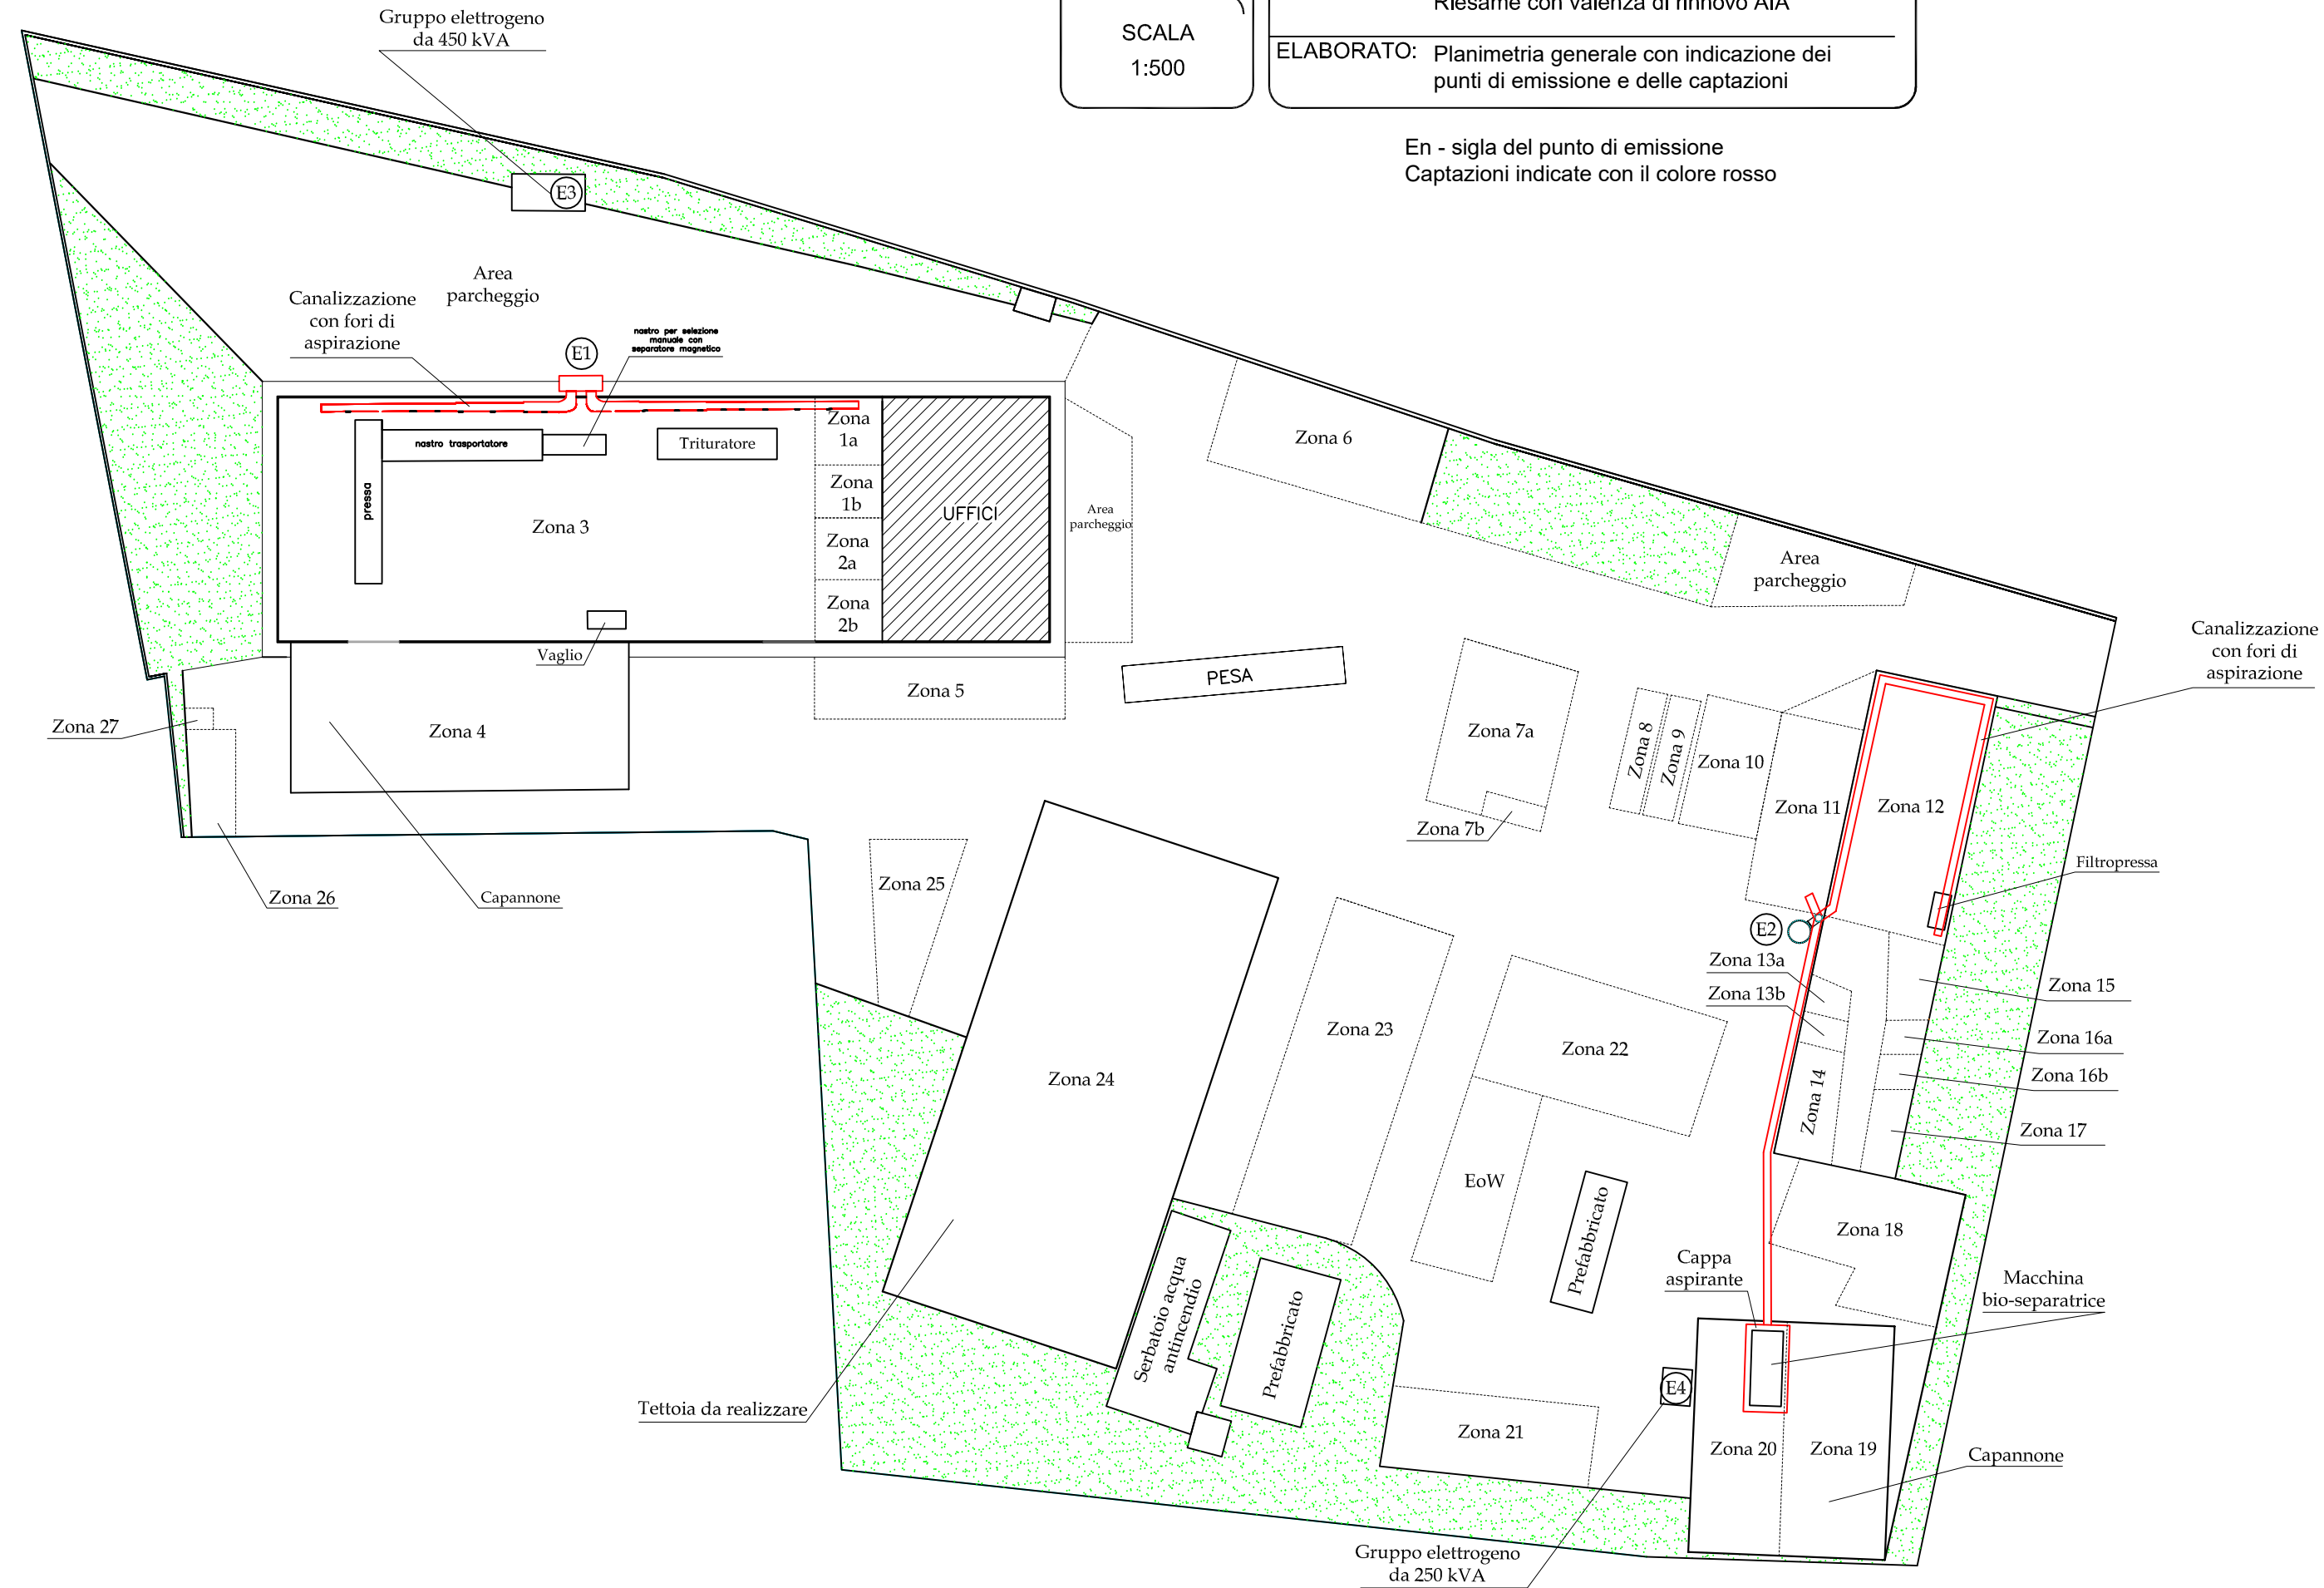 Riesame con valenza di rinnovo AIA
SCALA
1:500
ELABORATO: Planimetria generale con indicazione dei
punti di emissione e delle captazioni
En - sigla del punto di emissione
Captazioni indicate con il colore rosso
Gruppo elettrogeno
da 450 kVA
E3
Area
parcheggio
Canalizzazione
con fori di
aspirazione
E1
nastro per selezione
manuale con
separatore magnetico
nastro trasportatore
Trituratore
pressa
Zona 3
Zona
1a
Zona
1b
Zona
2a
Zona
2b
UFFICI
Area
parcheggio
Vaglio
Zona 4
Zona 5
Zona 27
Zona 26
Capannone
PESA
Zona 6
Area
parcheggio
Canalizzazione
con fori di
aspirazione
Zona 7a
Zona 7b
Zona 8
Zona 9
Zona 10
Zona 11
Zona 12
Filtropressa
E2
Zona 13a
Zona 13b
Zona 14
Zona 15
Zona 16a
Zona 16b
Zona 17
Zona 18
Zona 25
Zona 24
Zona 23
Zona 22
EoW
Prefabbricato
Cappa
aspirante
Macchina
bio-separatrice
Serbatoio acqua
antincendio
Prefabbricato
Tettoia da realizzare
Zona 21
E4
Zona 20
Zona 19
Capannone
Gruppo elettrogeno
da 250 kVA